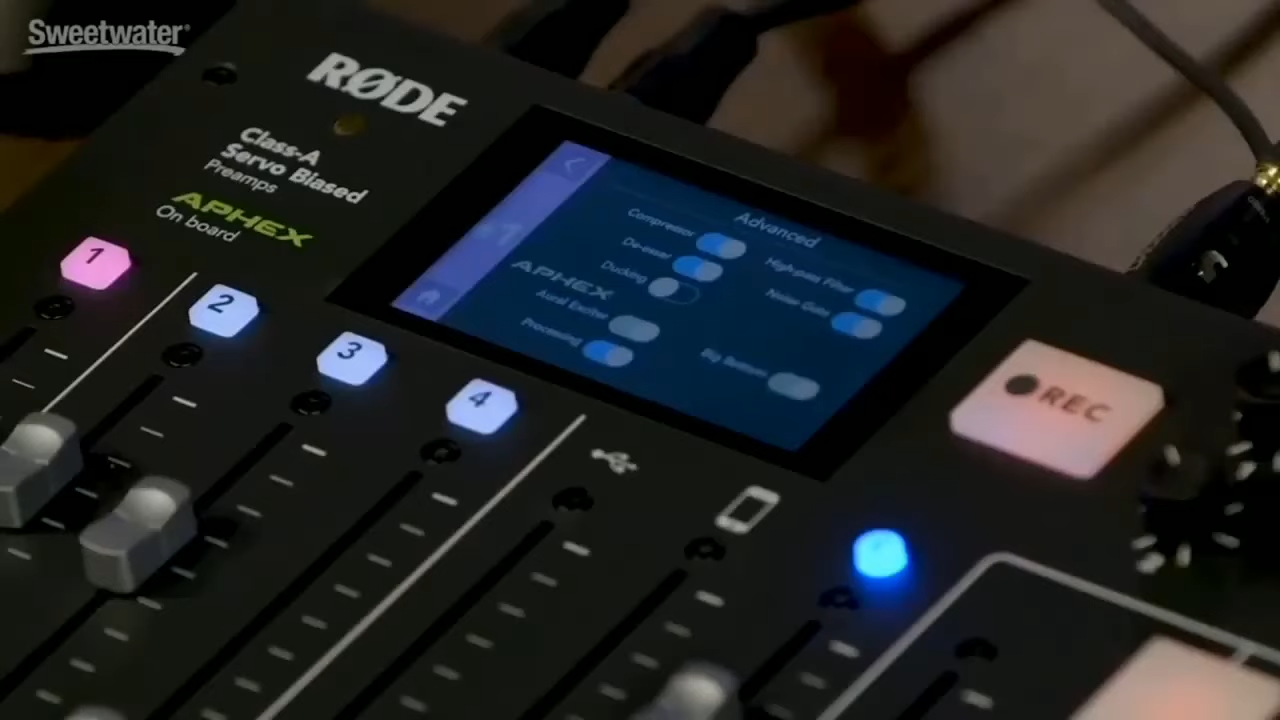 Sweetwater
RØDE
Class-A
Servo Biased
Preamps
APHEX
On board
1
2
3
4
Advanced
Compressor
High-pass Filter
De-esser
Noise Gate
Ducking
APHEX
Aural Exciter
Big Bottom
Processing
REC